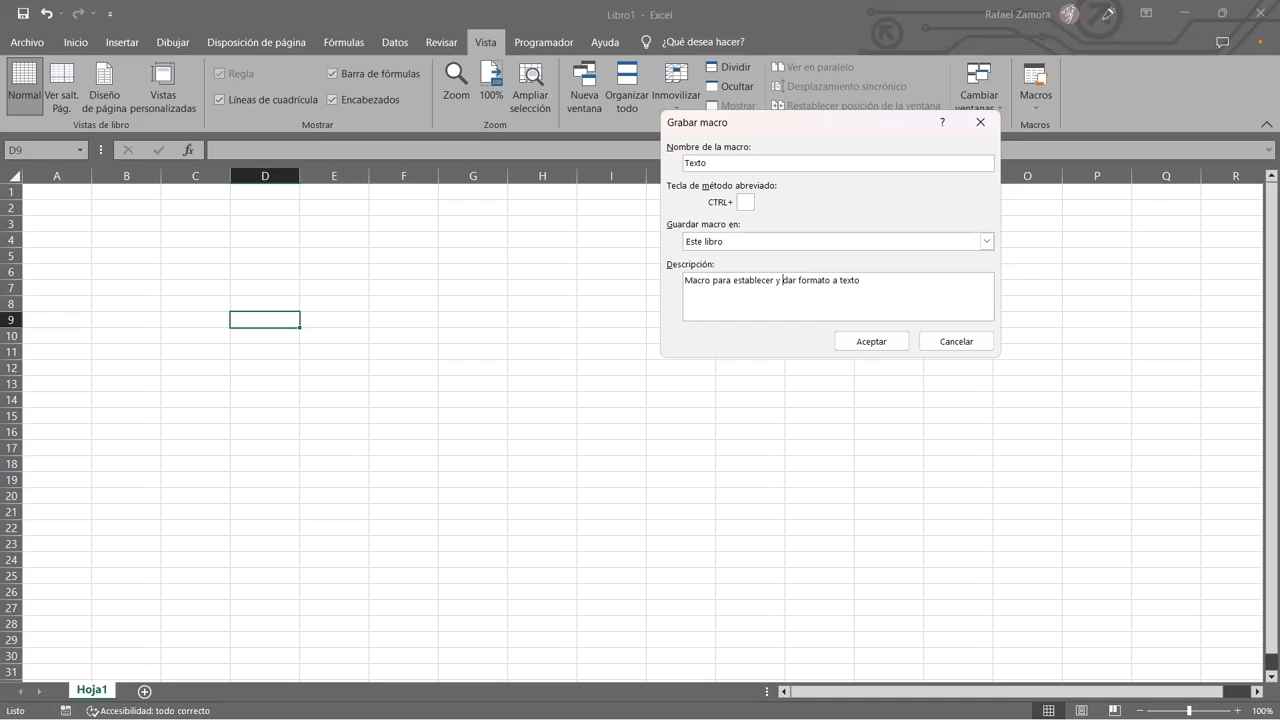 Libro1 - Excel
Rafael Zamora
Archivo Inicio Insertar Dibujar Disposición de página Fórmulas Datos Revisar Vista Programador Ayuda ¿Qué desea hacer?
Normal
Ver salt. Pág.
Diseño de página
Vistas personalizadas
Vistas de libro
Regla
Barra de fórmulas
Líneas de cuadrícula
Encabezados
Mostrar
Zoom
100%
Ampliar selección
Zoom
Nueva ventana
Organizar todo
Inmovilizar
Dividir
Ocultar
Mostrar
Ver en paralelo
Desplazamiento sincrónico
Restablecer posición de la ventana
Cambiar ventanas
Macros
Macros
D9
fx
Grabar macro
? 
Nombre de la macro:
Texto
Tecla de método abreviado:
CTRL+
Guardar macro en:
Este libro
Descripción:
Macro para establecer y dar formato a texto
Aceptar Cancelar
A B C D E F G H I O P Q R
1
2
3
4
5
6
7
8
9
10
11
12
13
14
15
16
17
18
19
20
21
22
23
24
25
26
27
28
29
30
31
Hoja1
Listo
Accesibilidad: todo correcto
100%